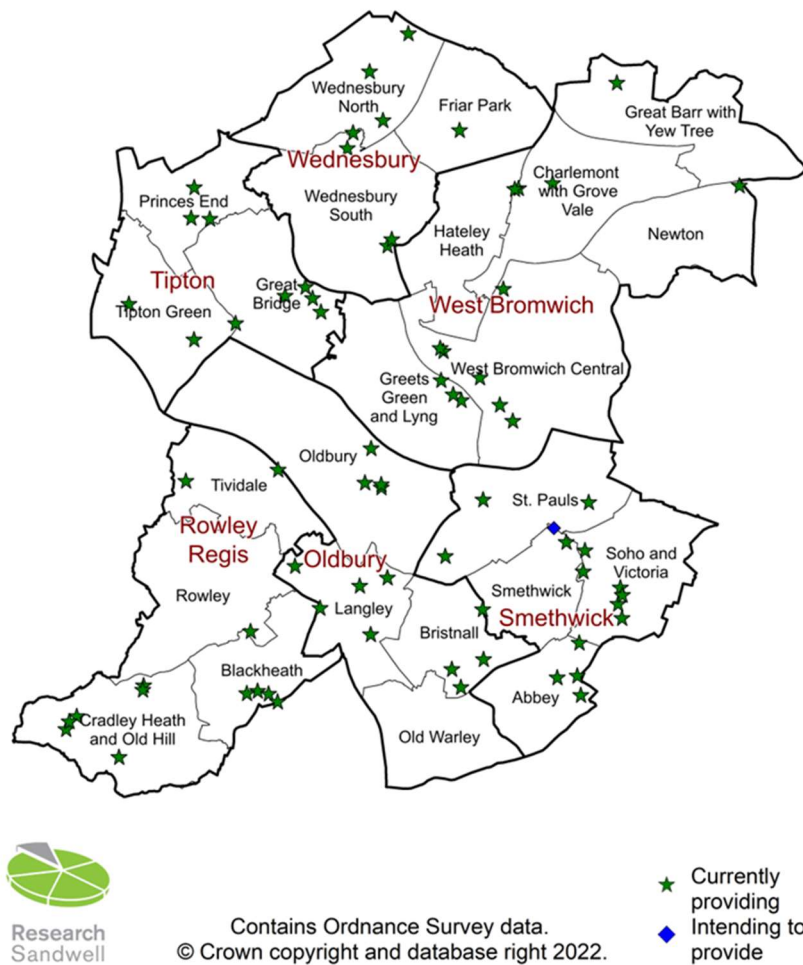 Wednesbury
North
Friar Park
Great Barr with
Yew Tree
Wednesbury
Princes End
Wednesbury
South
Charlemont
with Grove
Vale
Hateley
Heath
Newton
Tipton
Great
Bridge
Tipton Green
West Bromwich
West Bromwich Central
Greets
Green
and Lyng
Oldbury
Tividale
St. Pauls
Rowley
Regis
Oldbury
Soho and
Victoria
Rowley
Smethwick
Langley
Smethwick
Bristnall
Blackheath
Abbey
Cradley Heath
and Old Hill
Old Warley
Research
Sandwell
Contains Ordnance Survey data.
© Crown copyright and database right 2022.
Currently
providing
Intending to
provide